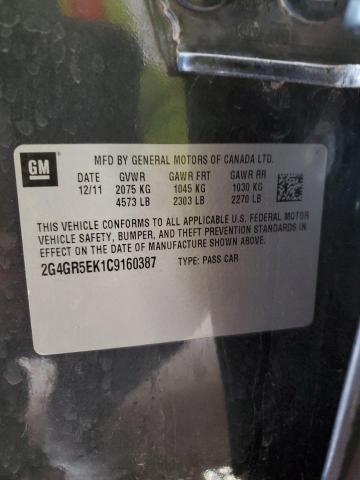 GM
MFD BY GENERAL MOTORS OF CANADA LTD.
DATE GVWR GAWR FRT GAWR RR
12/11 2075 KG 1045 KG 1030 KG
4573 LB 2303 LB 2270 LB
THIS VEHICLE CONFORMS TO ALL APPLICABLE U.S. FEDERAL MOTOR
VEHICLE SAFETY, BUMPER, AND THEFT PREVENTION STANDARDS IN
EFFECT ON THE DATE OF MANUFACTURE SHOWN ABOVE.
2G4GR5EK1C9160387 TYPE: PASS CAR